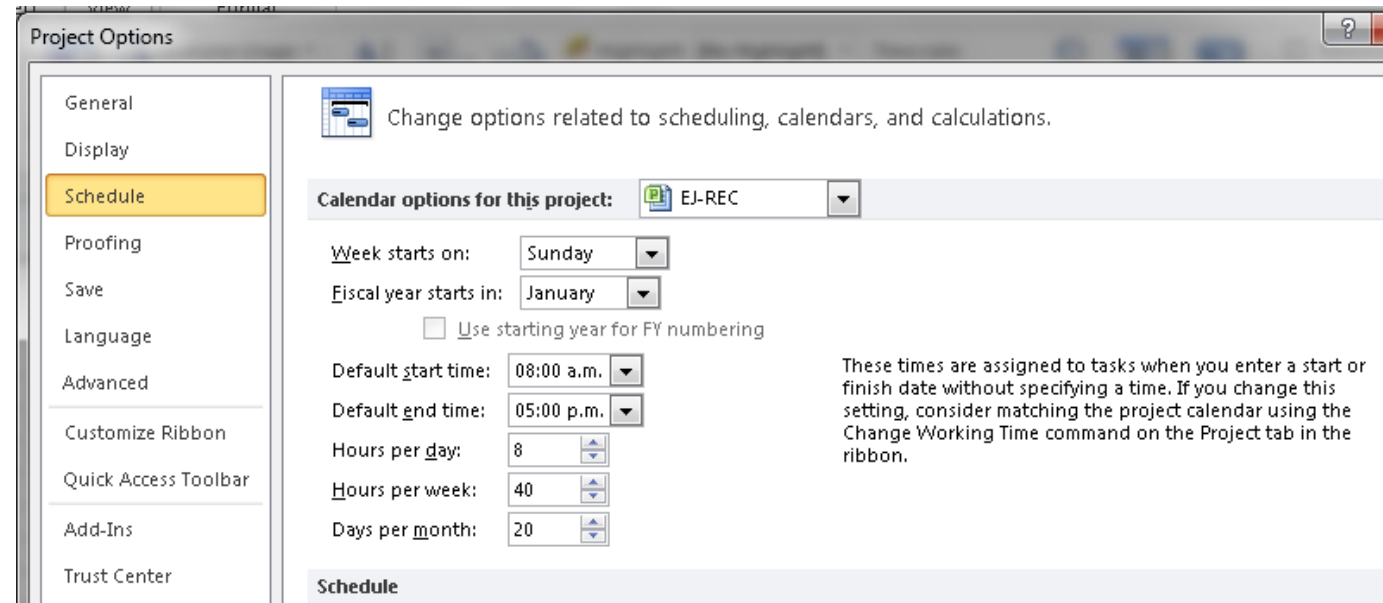 View
Format
Project Options
General
Display
Schedule
Proofing
Save
Language
Advanced
Customize Ribbon
Quick Access Toolbar
Add-Ins
Trust Center
Change options related to scheduling, calendars, and calculations.
Calendar options for this project: EJ-REC
Week starts on: Sunday
Fiscal year starts in: January
Use starting year for FY numbering
Default start time: 08:00 a.m.
Default end time: 05:00 p.m.
Hours per day: 8
Hours per week: 40
Days per month: 20
These times are assigned to tasks when you enter a start or
finish date without specifying a time. If you change this
setting, consider matching the project calendar using the
Change Working Time command on the Project tab in the
ribbon.
Schedule